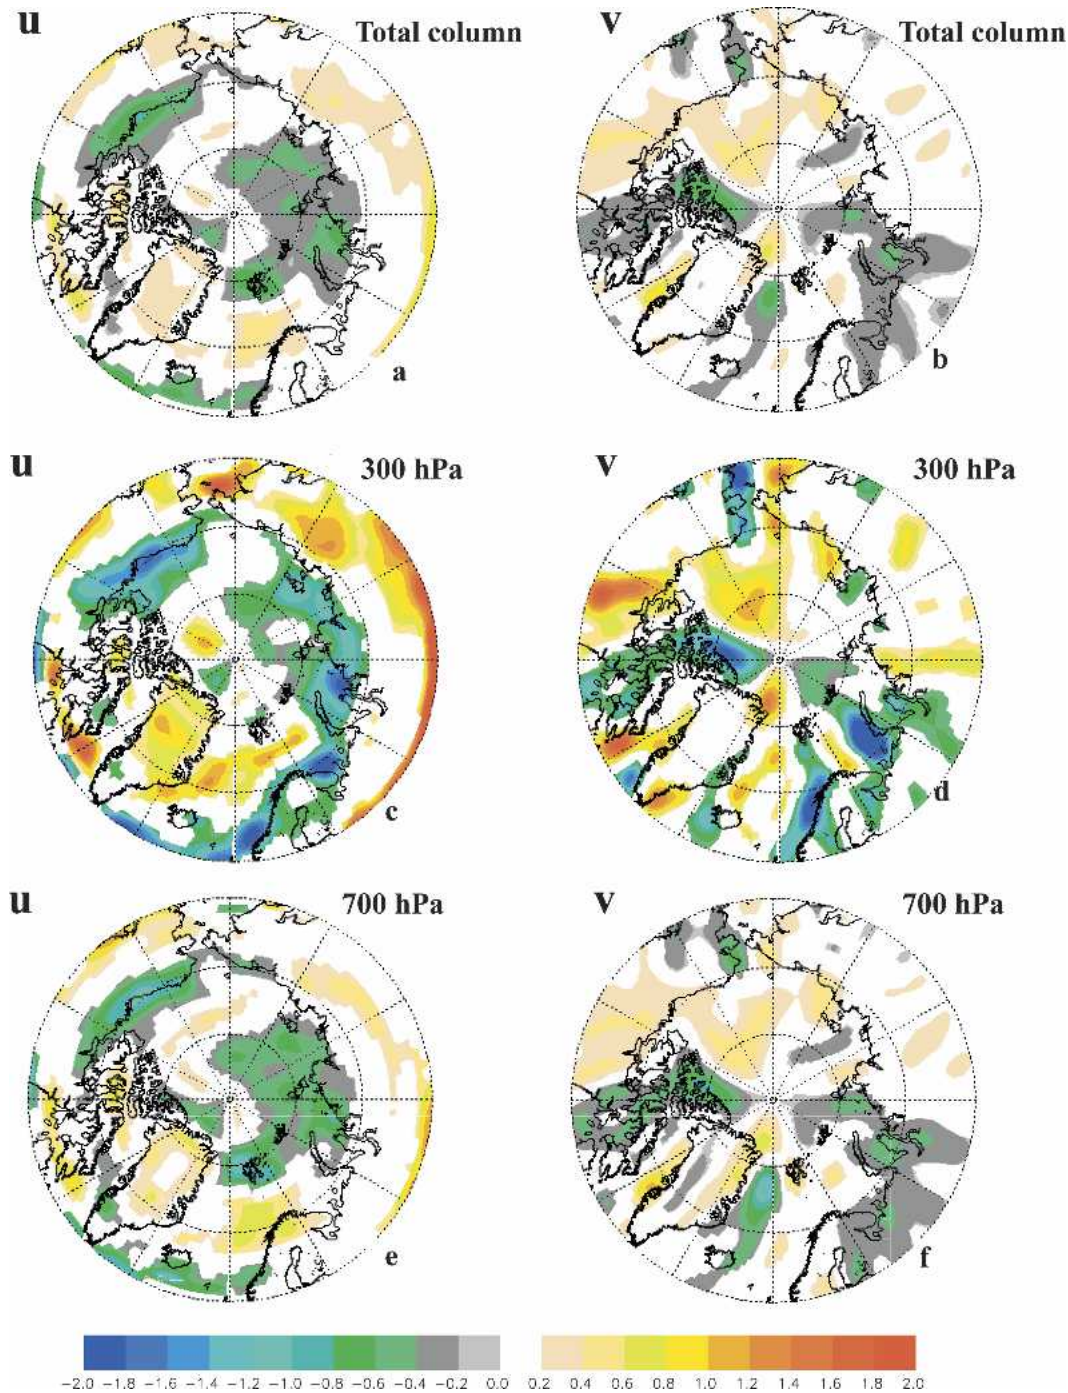 u Total column
v Total column
a
b
u 300 hPa
v 300 hPa
c
d
u 700 hPa
v 700 hPa
e
f
−2.0 −1.8 −1.6 −1.4 −1.2 −1.0 −0.8 −0.6 −0.4 −0.2 0.0 0.2 0.4 0.6 0.8 1.0 1.2 1.4 1.6 1.8 2.0